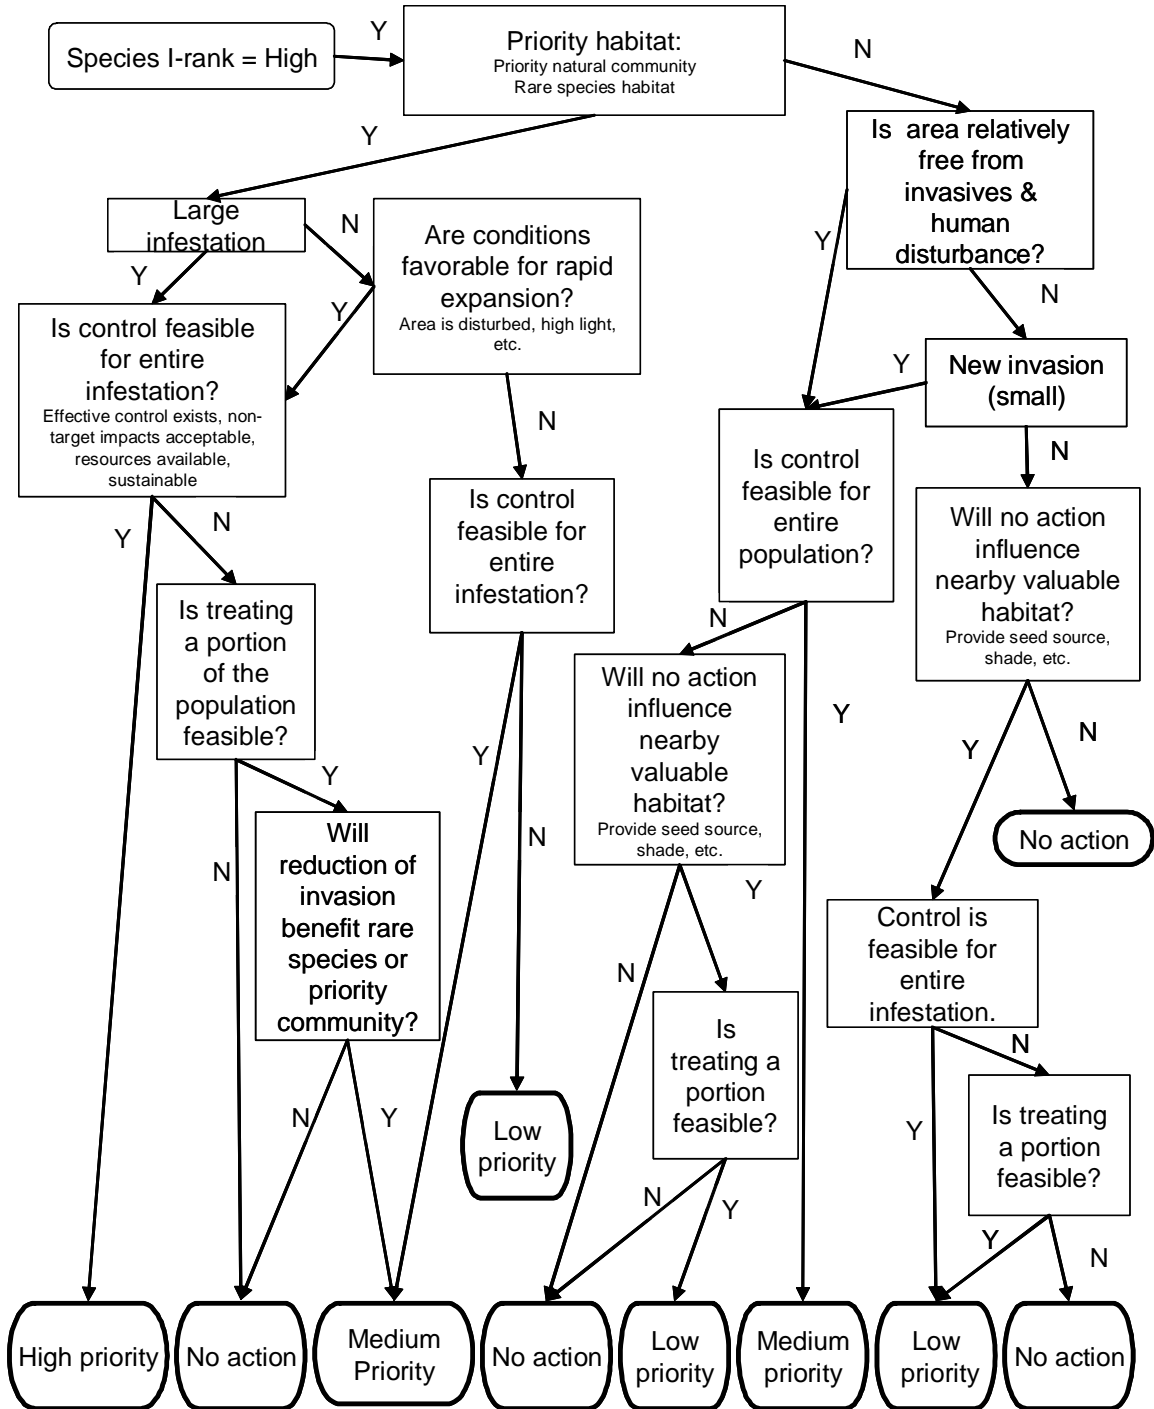 Species I-rank = High
Y
Priority habitat:
Priority natural community
Rare species habitat
N
Y
Is area relatively
free from
invasives &
human
disturbance?
Large
infestation
N
Y
Are conditions
favorable for rapid
expansion?
Area is disturbed, high light,
etc.
Y
Y
N
Is control feasible
for entire
infestation?
Effective control exists, non-
target impacts acceptable,
resources available,
sustainable
New invasion
(small)
Y
N
N
Is control
feasible for
entire
population?
Is control
feasible for
entire
infestation?
Will no action
influence
nearby valuable
habitat?
Provide seed source,
shade, etc.
Y
N
Is treating
a portion
of the
population
feasible?
N
Y
Will no action
influence
nearby
valuable
habitat?
Provide seed source,
shade, etc.
Y
N
Y
N
Y
N
No action
Will
reduction of
invasion
benefit rare
species or
priority
community?
N
Y
Control is
feasible for
entire
infestation.
Is
treating a
portion
feasible?
N
Y
N
Is treating
a portion
feasible?
N
Y
Low
priority
N
Y
Y
N
High priority
No action
Medium
Priority
No action
Low
priority
Medium
priority
Low
priority
No action